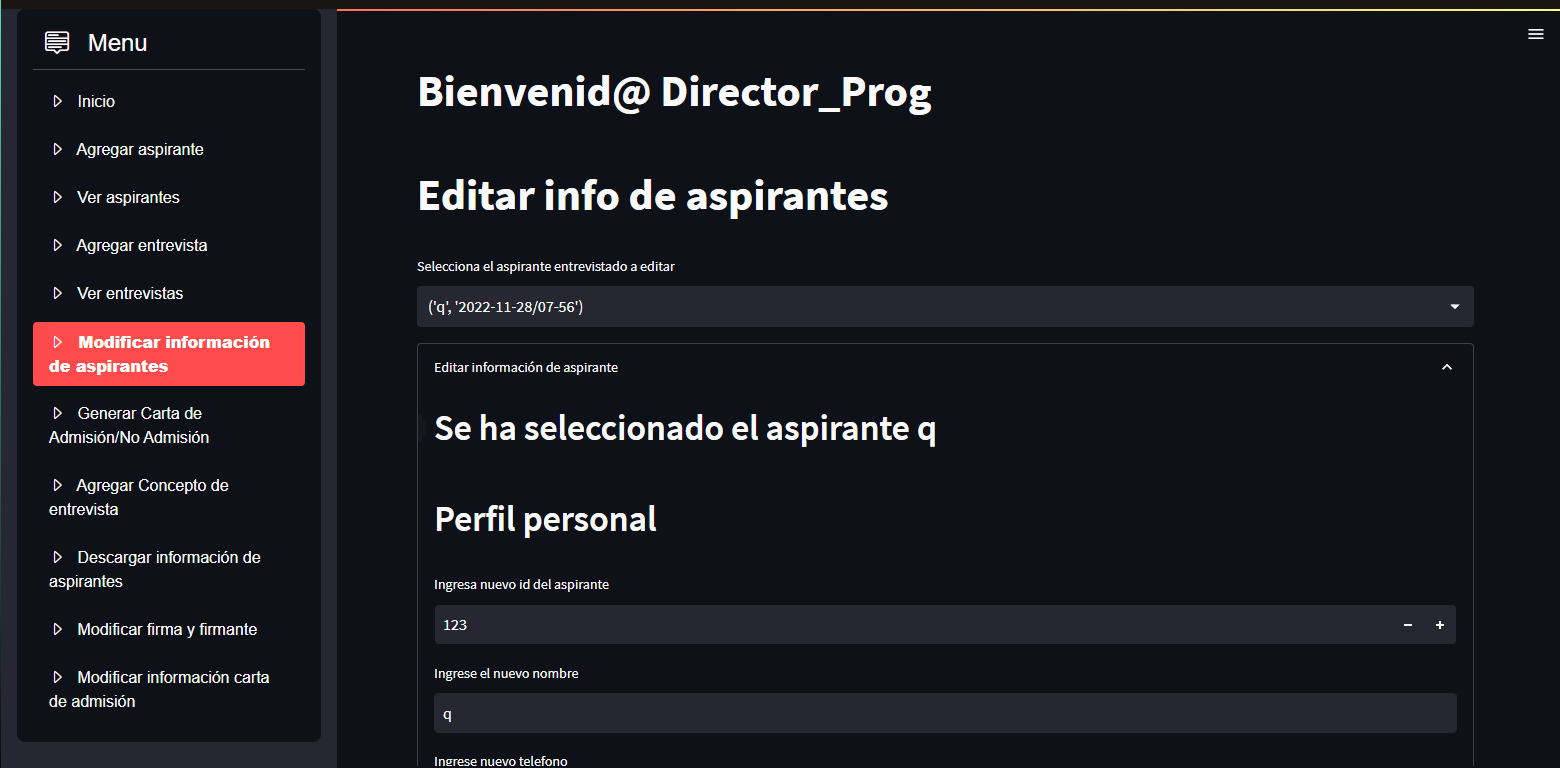 Menu
Inicio
Agregar aspirante
Ver aspirantes
Agregar entrevista
Ver entrevistas
Modificar información
de aspirantes
Generar Carta de
Admisión/No Admisión
Agregar Concepto de
entrevista
Descargar información de
aspirantes
Modificar firma y firmante
Modificar información carta
de admisión
Bienvenid@ Director_Prog
Editar info de aspirantes
Selecciona el aspirante entrevistado a editar
('q', '2022-11-28/07-56')
Editar información de aspirante
Se ha seleccionado el aspirante q
Perfil personal
Ingresa nuevo id del aspirante
123
Ingrese el nuevo nombre
q
Ingrese nuevo telefono